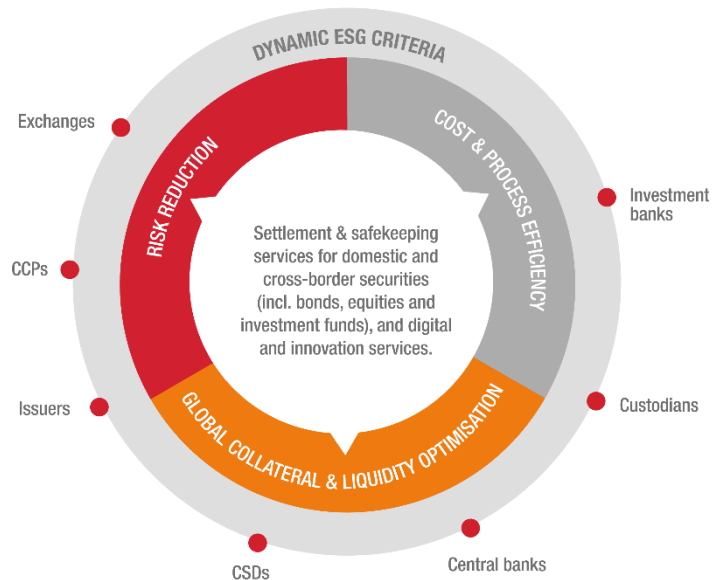 DYNAMIC ESG CRITERIA
RISK REDUCTION
COST & PROCESS EFFICIENCY
GLOBAL COLLATERAL & LIQUIDITY OPTIMISATION
Settlement & safekeeping
services for domestic and
cross-border securities
(incl. bonds, equities and
investment funds), and digital
and innovation services.
Exchanges
CCPs
Issuers
CSDs
Central banks
Custodians
Investment
banks